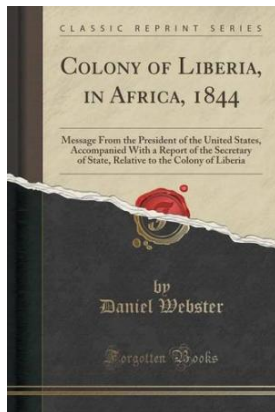 CLASSIC REPRINT SERIES
COLONY OF LIBERIA,
IN AFRICA, 1844
Message From the President of the United States,
Accompanied With a Report of the Secretary
of State, Relative to the Colony of Liberia
by
Daniel Webster
Forgotten Books